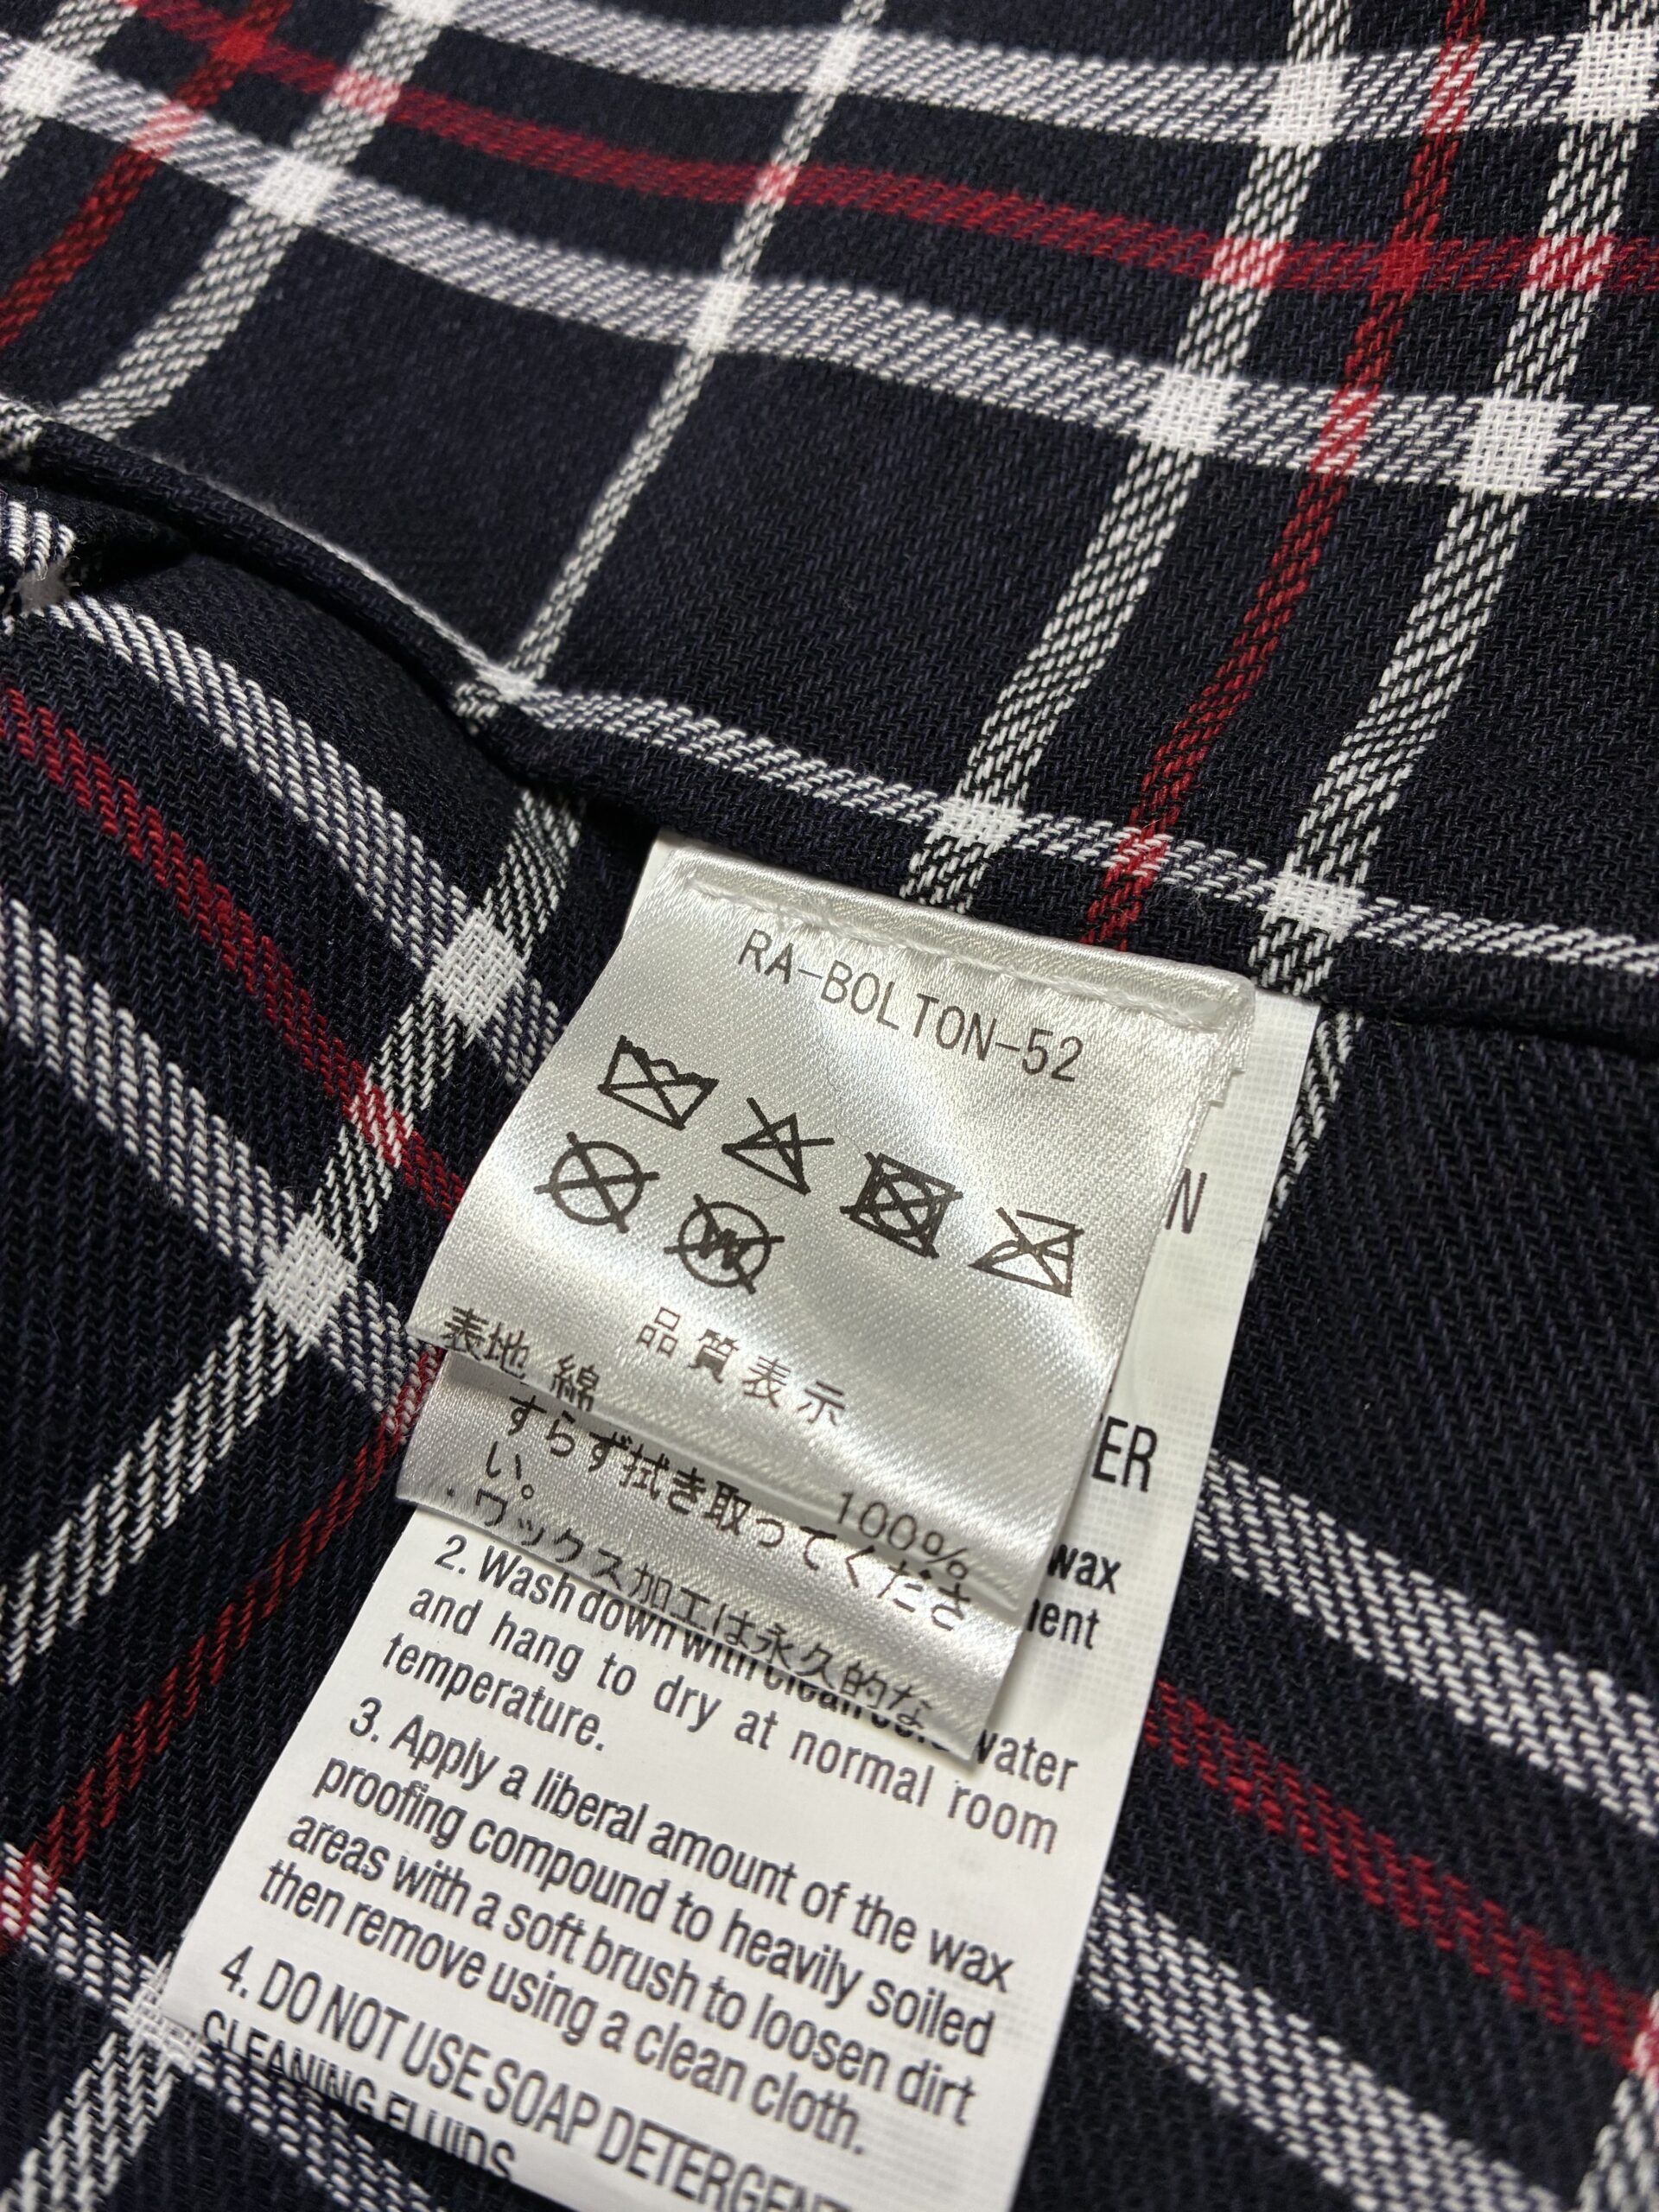 RA-BOLTON-52
品質表示
表地 綿
100%
すらず拭き取ってくださ
い。
・ワックス加工は永久的な
N
ER
wax
ment
2. Wash down with clean water
and hang to dry at normal room
temperature.
3. Apply a liberal amount of the wax
proofing compound to heavily soiled
areas with a soft brush to loosen dirt
then remove using a clean cloth.
4. DO NOT USE SOAP DETERGENT
CLEANING FLUIDS